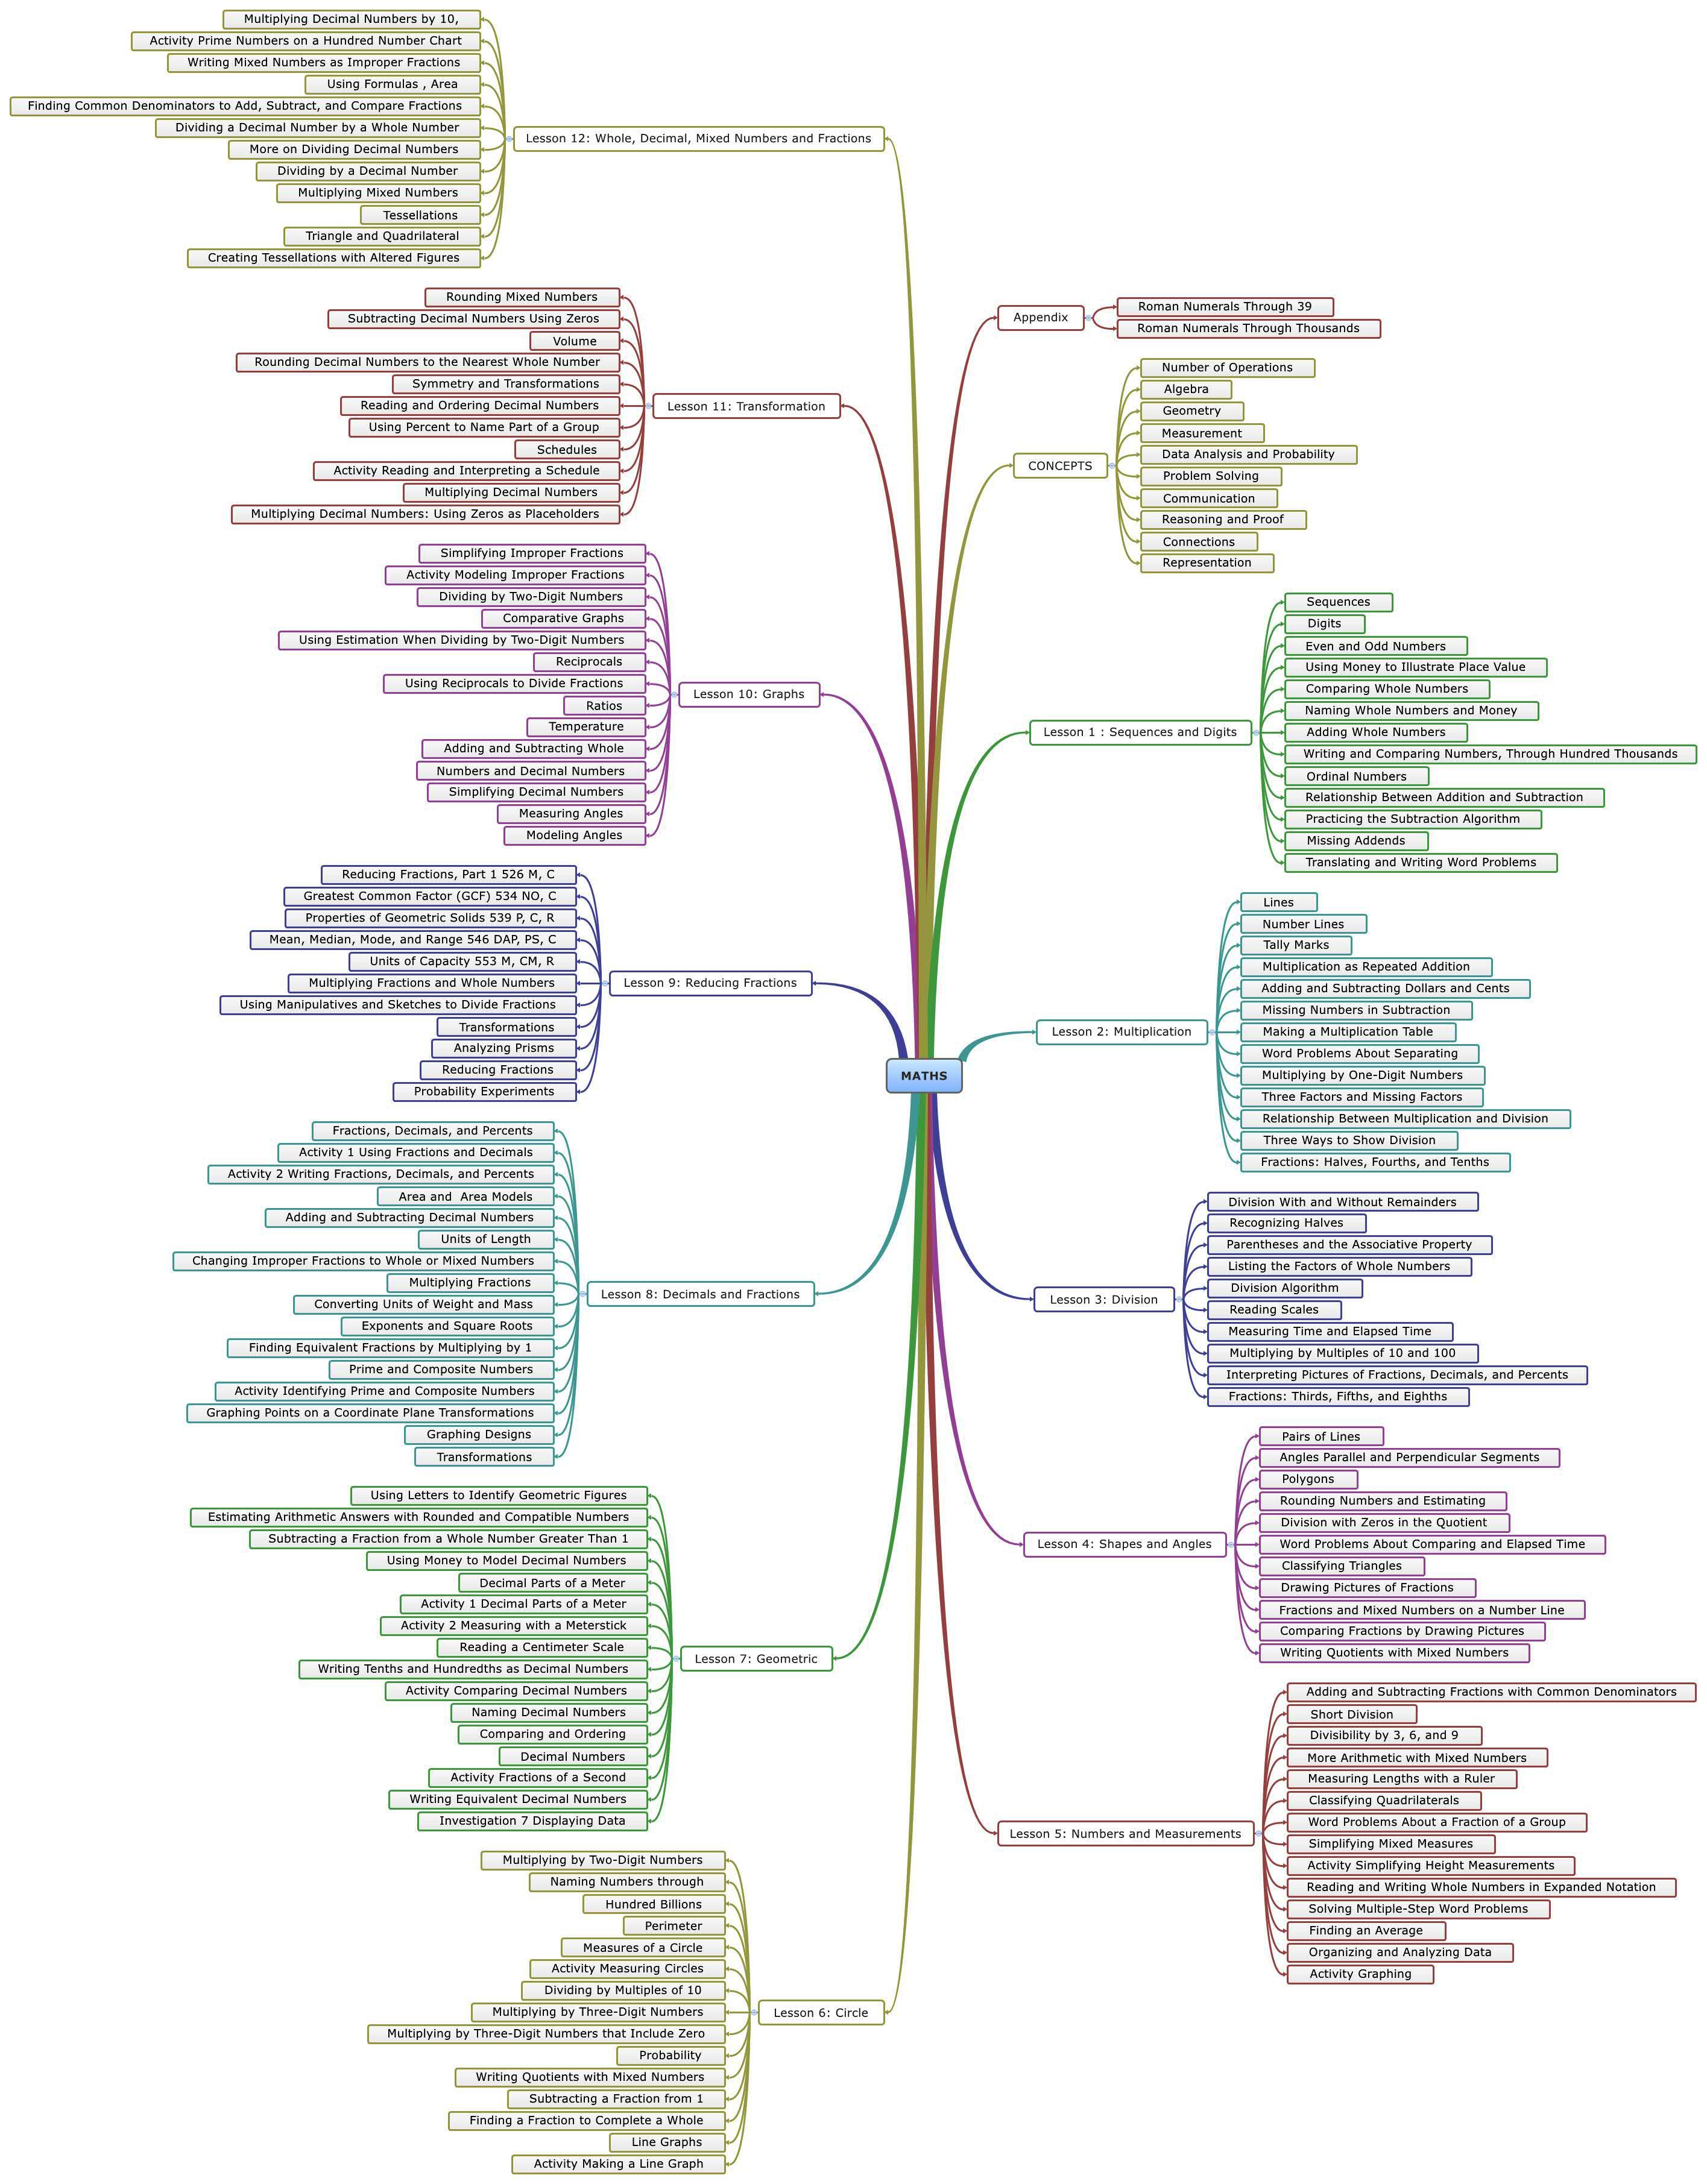 MATHS
Appendix
Roman Numerals Through 39
Roman Numerals Through Thousands
CONCEPTS
Number of Operations
Algebra
Geometry
Measurement
Data Analysis and Probability
Problem Solving
Communication
Reasoning and Proof
Connections
Representation
Lesson 1 : Sequences and Digits
Sequences
Digits
Even and Odd Numbers
Using Money to Illustrate Place Value
Comparing Whole Numbers
Naming Whole Numbers and Money
Adding Whole Numbers
Writing and Comparing Numbers, Through Hundred Thousands
Ordinal Numbers
Relationship Between Addition and Subtraction
Practicing the Subtraction Algorithm
Missing Addends
Translating and Writing Word Problems
Lesson 2: Multiplication
Lines
Number Lines
Tally Marks
Multiplication as Repeated Addition
Adding and Subtracting Dollars and Cents
Missing Numbers in Subtraction
Making a Multiplication Table
Word Problems About Separating
Multiplying by One-Digit Numbers
Three Factors and Missing Factors
Relationship Between Multiplication and Division
Three Ways to Show Division
Fractions: Halves, Fourths, and Tenths
Lesson 3: Division
Division With and Without Remainders
Recognizing Halves
Parentheses and the Associative Property
Listing the Factors of Whole Numbers
Division Algorithm
Reading Scales
Measuring Time and Elapsed Time
Multiplying by Multiples of 10 and 100
Interpreting Pictures of Fractions, Decimals, and Percents
Fractions: Thirds, Fifths, and Eighths
Lesson 4: Shapes and Angles
Pairs of Lines
Angles Parallel and Perpendicular Segments
Polygons
Rounding Numbers and Estimating
Division with Zeros in the Quotient
Word Problems About Comparing and Elapsed Time
Classifying Triangles
Drawing Pictures of Fractions
Fractions and Mixed Numbers on a Number Line
Comparing Fractions by Drawing Pictures
Writing Quotients with Mixed Numbers
Lesson 5: Numbers and Measurements
Adding and Subtracting Fractions with Common Denominators
Short Division
Divisibility by 3, 6, and 9
More Arithmetic with Mixed Numbers
Measuring Lengths with a Ruler
Classifying Quadrilaterals
Word Problems About a Fraction of a Group
Simplifying Mixed Measures
Activity Simplifying Height Measurements
Reading and Writing Whole Numbers in Expanded Notation
Solving Multiple-Step Word Problems
Finding an Average
Organizing and Analyzing Data
Activity Graphing
Lesson 6: Circle
Multiplying by Two-Digit Numbers
Naming Numbers through
Hundred Billions
Perimeter
Measures of a Circle
Activity Measuring Circles
Dividing by Multiples of 10
Multiplying by Three-Digit Numbers
Multiplying by Three-Digit Numbers that Include Zero
Probability
Writing Quotients with Mixed Numbers
Subtracting a Fraction from 1
Finding a Fraction to Complete a Whole
Line Graphs
Activity Making a Line Graph
Lesson 7: Geometric
Using Letters to Identify Geometric Figures
Estimating Arithmetic Answers with Rounded and Compatible Numbers
Subtracting a Fraction from a Whole Number Greater Than 1
Using Money to Model Decimal Numbers
Decimal Parts of a Meter
Activity 1 Decimal Parts of a Meter
Activity 2 Measuring with a Meterstick
Reading a Centimeter Scale
Writing Tenths and Hundredths as Decimal Numbers
Activity Comparing Decimal Numbers
Naming Decimal Numbers
Comparing and Ordering
Decimal Numbers
Activity Fractions of a Second
Writing Equivalent Decimal Numbers
Investigation 7 Displaying Data
Lesson 8: Decimals and Fractions
Fractions, Decimals, and Percents
Activity 1 Using Fractions and Decimals
Activity 2 Writing Fractions, Decimals, and Percents
Area and Area Models
Adding and Subtracting Decimal Numbers
Units of Length
Changing Improper Fractions to Whole or Mixed Numbers
Multiplying Fractions
Converting Units of Weight and Mass
Exponents and Square Roots
Finding Equivalent Fractions by Multiplying by 1
Prime and Composite Numbers
Activity Identifying Prime and Composite Numbers
Graphing Points on a Coordinate Plane Transformations
Graphing Designs
Transformations
Lesson 9: Reducing Fractions
Reducing Fractions, Part 1 526 M, C
Greatest Common Factor (GCF) 534 NO, C
Properties of Geometric Solids 539 P, C, R
Mean, Median, Mode, and Range 546 DAP, PS, C
Units of Capacity 553 M, CM, R
Multiplying Fractions and Whole Numbers
Using Manipulatives and Sketches to Divide Fractions
Transformations
Analyzing Prisms
Reducing Fractions
Probability Experiments
Lesson 10: Graphs
Simplifying Improper Fractions
Activity Modeling Improper Fractions
Dividing by Two-Digit Numbers
Comparative Graphs
Using Estimation When Dividing by Two-Digit Numbers
Reciprocals
Using Reciprocals to Divide Fractions
Ratios
Temperature
Adding and Subtracting Whole
Numbers and Decimal Numbers
Simplifying Decimal Numbers
Measuring Angles
Modeling Angles
Lesson 11: Transformation
Rounding Mixed Numbers
Subtracting Decimal Numbers Using Zeros
Volume
Rounding Decimal Numbers to the Nearest Whole Number
Symmetry and Transformations
Reading and Ordering Decimal Numbers
Using Percent to Name Part of a Group
Schedules
Activity Reading and Interpreting a Schedule
Multiplying Decimal Numbers
Multiplying Decimal Numbers: Using Zeros as Placeholders
Lesson 12: Whole, Decimal, Mixed Numbers and Fractions
Multiplying Decimal Numbers by 10,
Activity Prime Numbers on a Hundred Number Chart
Writing Mixed Numbers as Improper Fractions
Using Formulas , Area
Finding Common Denominators to Add, Subtract, and Compare Fractions
Dividing a Decimal Number by a Whole Number
More on Dividing Decimal Numbers
Dividing by a Decimal Number
Multiplying Mixed Numbers
Tessellations
Triangle and Quadrilateral
Creating Tessellations with Altered Figures